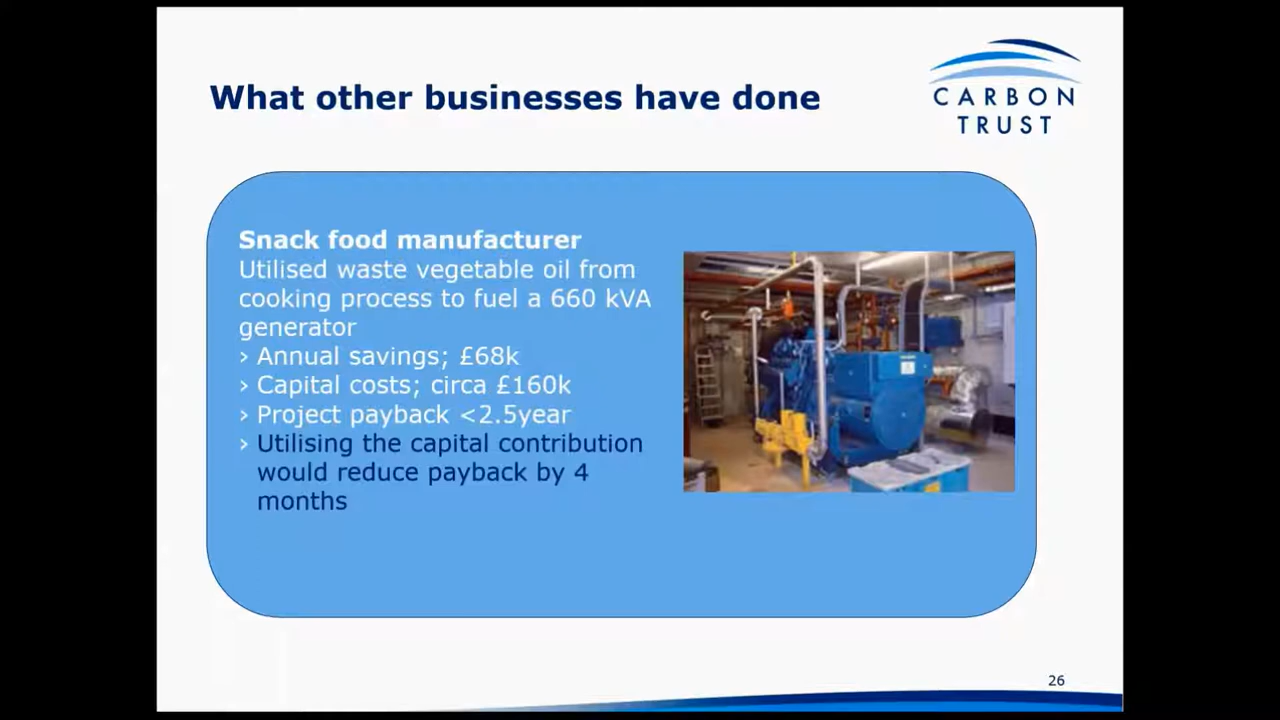 What other businesses have done
CARBON
TRUST
Snack food manufacturer
Utilised waste vegetable oil from
cooking process to fuel a 660 kVA
generator
› Annual savings; £68k
› Capital costs; circa £160k
› Project payback <2.5year
› Utilising the capital contribution
would reduce payback by 4
months
26